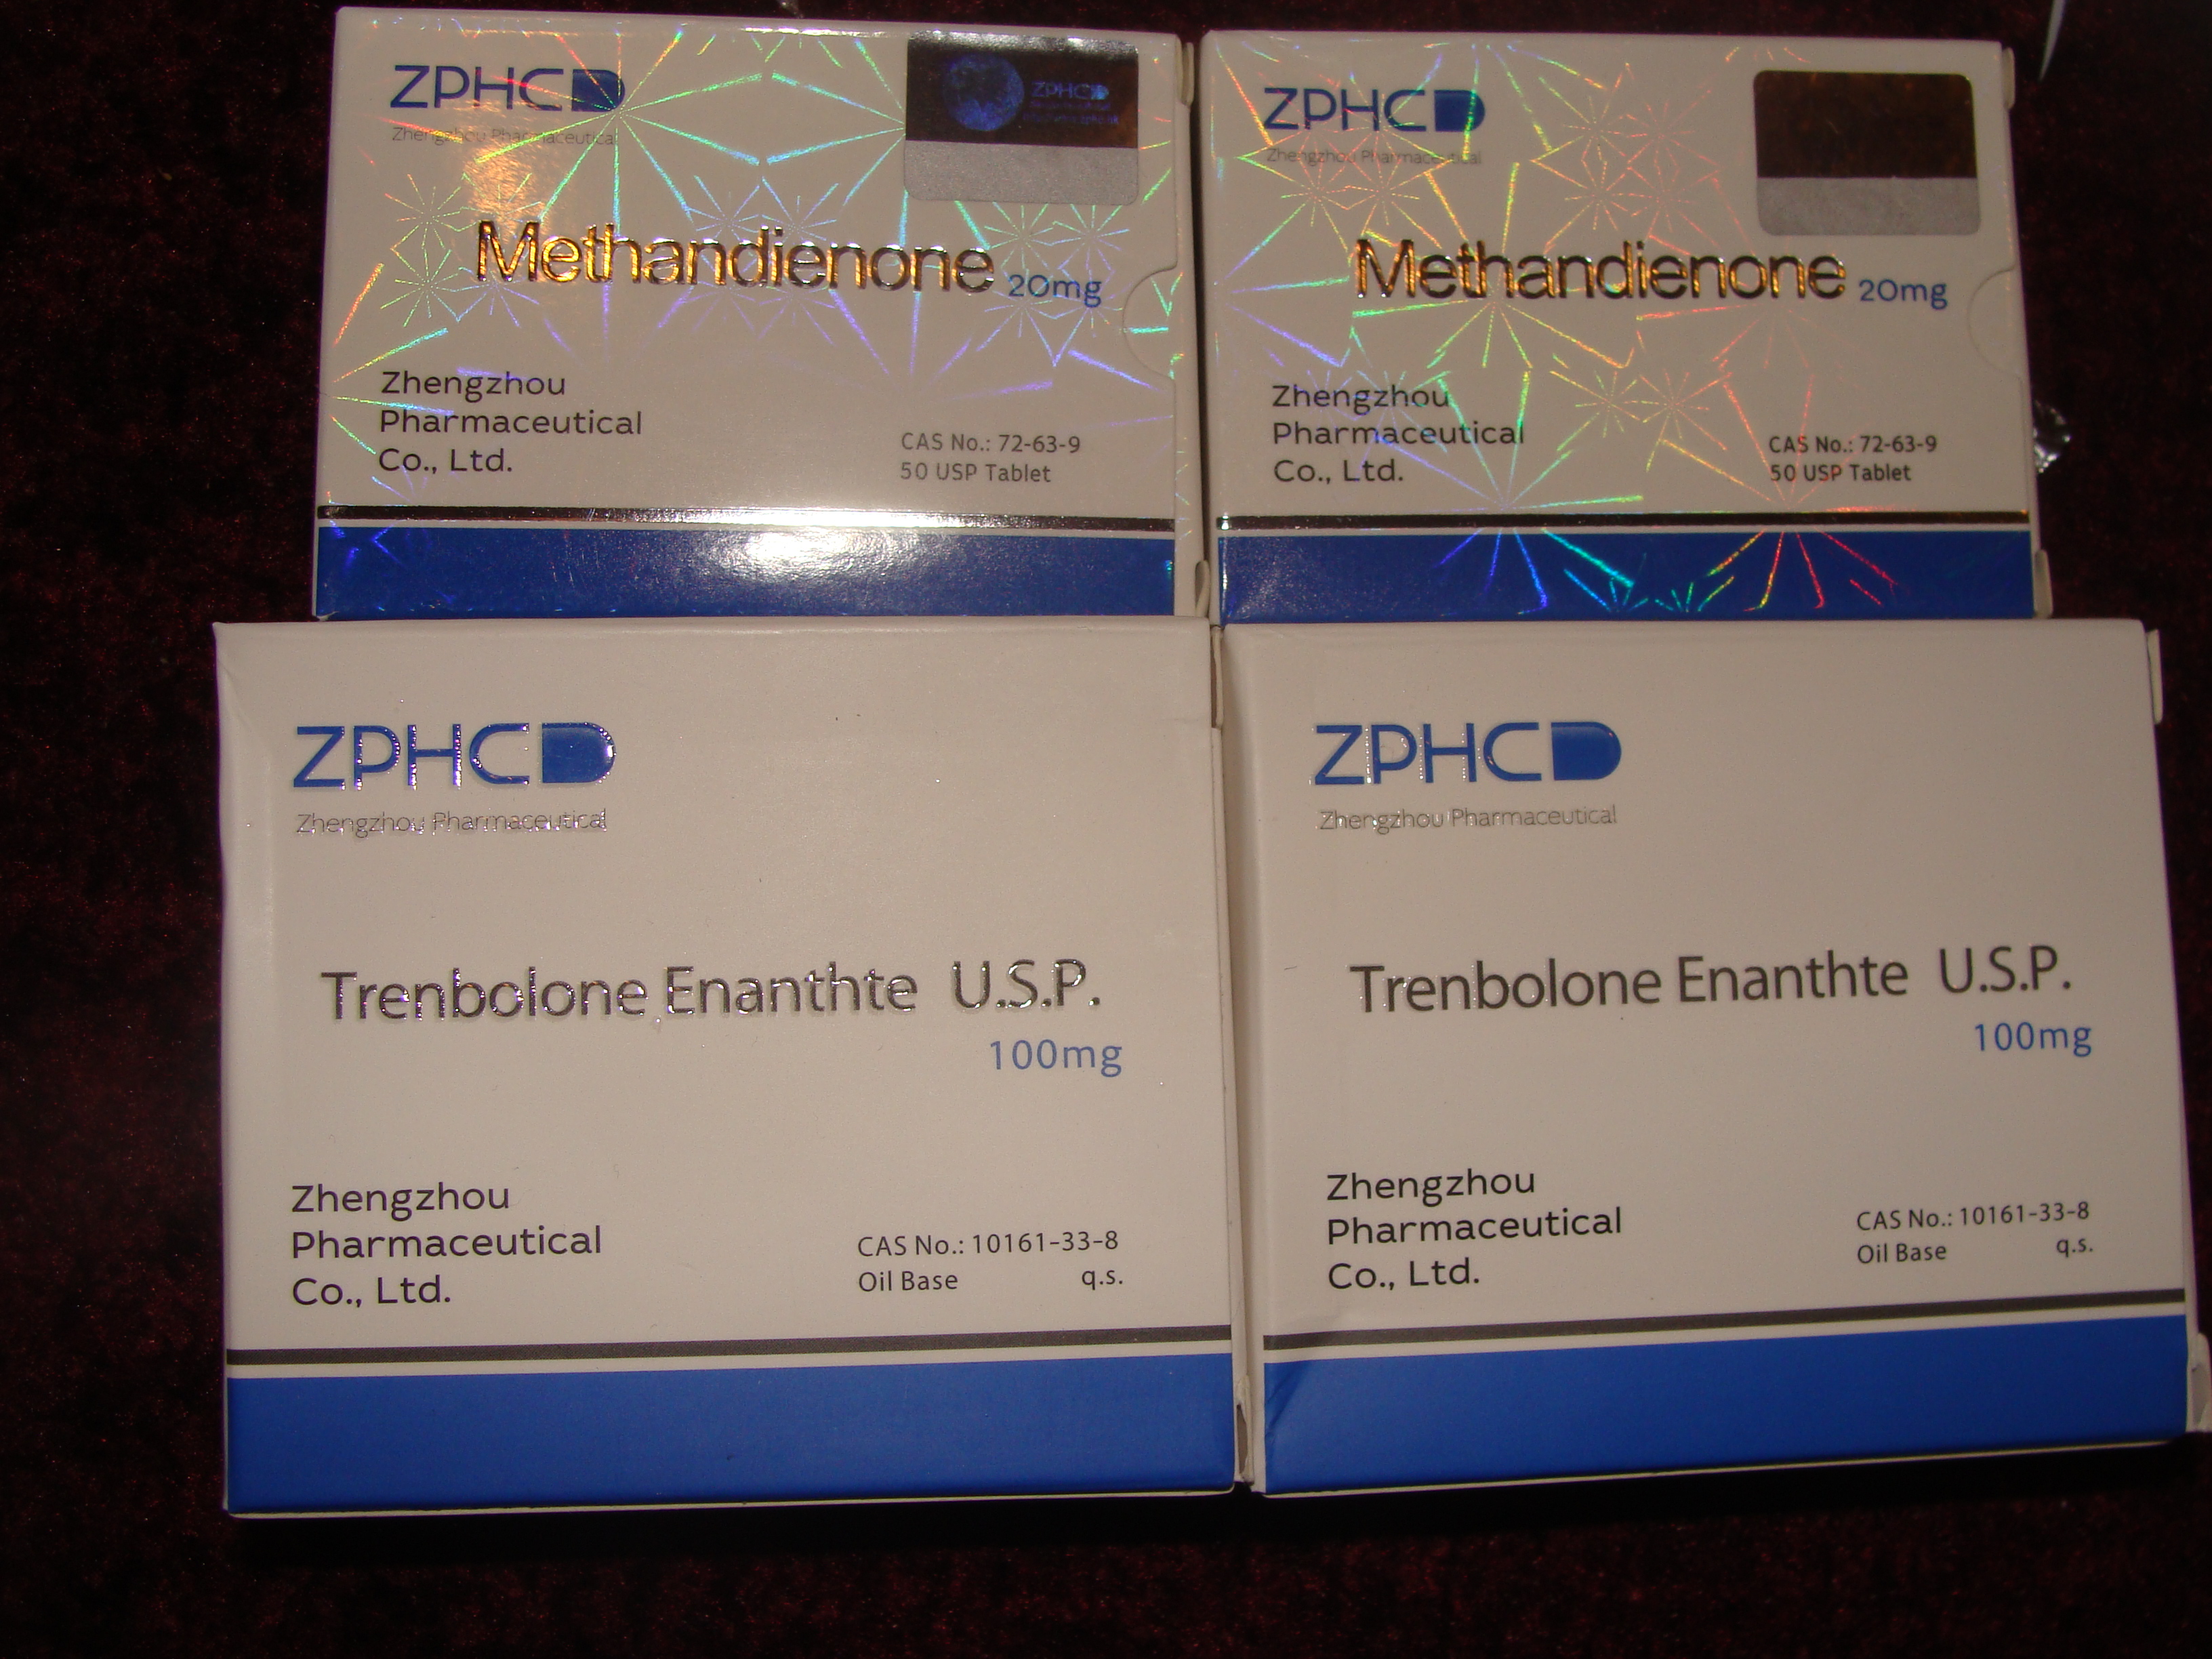 ZPHC
Zhengzhou Pharmaceutical
ZPHC
Methandienone 20mg
Zhengzhou
Pharmaceutical
Co., Ltd.
CAS No.: 72-63-9
50 USP Tablet
ZPHC
Zhengzhou Pharmaceutical
Methandienone 20mg
Zhengzhou
Pharmaceutical
Co., Ltd.
CAS No.: 72-63-9
50 USP Tablet
ZPHC
Zhengzhou Pharmaceutical
Trenbolone Enanthte U.S.P.
100mg
Zhengzhou
Pharmaceutical
Co., Ltd.
CAS No.: 10161-33-8
Oil Base q.s.
ZPHC
Zhengzhou Pharmaceutical
Trenbolone Enanthte U.S.P.
100mg
Zhengzhou
Pharmaceutical
Co., Ltd.
CAS No.: 10161-33-8
Oil Base q.s.